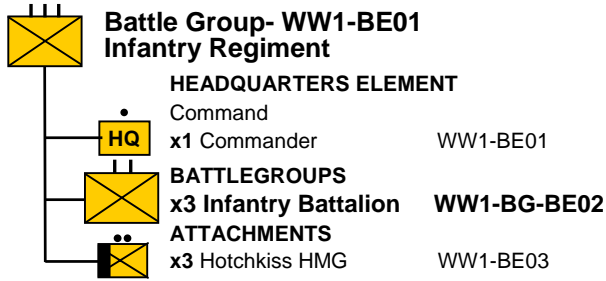 Battle Group- WW1-BE01
Infantry Regiment
HEADQUARTERS ELEMENT
Command
HQ x1 Commander WW1-BE01
BATTLEGROUPS
x3 Infantry Battalion WW1-BG-BE02
ATTACHMENTS
x3 Hotchkiss HMG WW1-BE03